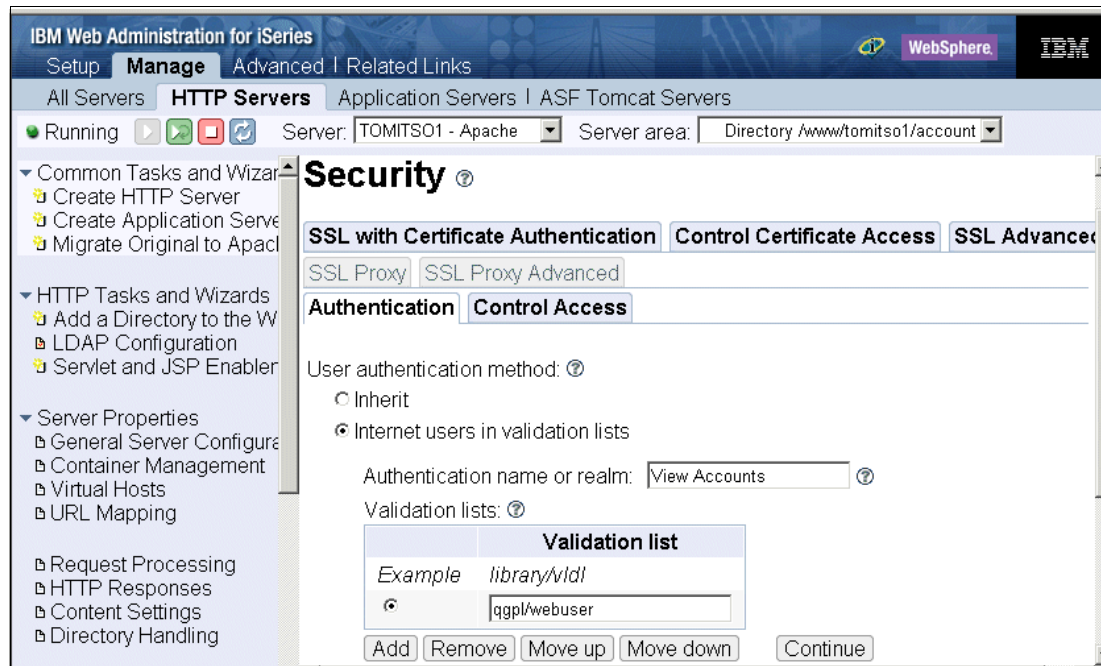 IBM Web Administration for iSeries
WebSphere.
IBM
Setup Manage Advanced | Related Links
All Servers HTTP Servers Application Servers | ASF Tomcat Servers
Running Server: TOMITSO1 - Apache Server area: Directory /www/tomitso1/account
Common Tasks and Wizar
Create HTTP Server
Create Application Serve
Migrate Original to Apacl
HTTP Tasks and Wizards
Add a Directory to the W
LDAP Configuration
Servlet and JSP Enabler
Server Properties
General Server Configura
Container Management
Virtual Hosts
URL Mapping
Request Processing
HTTP Responses
Content Settings
Directory Handling
Security
SSL with Certificate Authentication Control Certificate Access SSL Advanced
SSL Proxy SSL Proxy Advanced
Authentication Control Access
User authentication method:
Inherit
Internet users in validation lists
Authentication name or realm: View Accounts
Validation lists:
Validation list
Example library/vldl
qgpl/webuser
Add Remove Move up Move down Continue